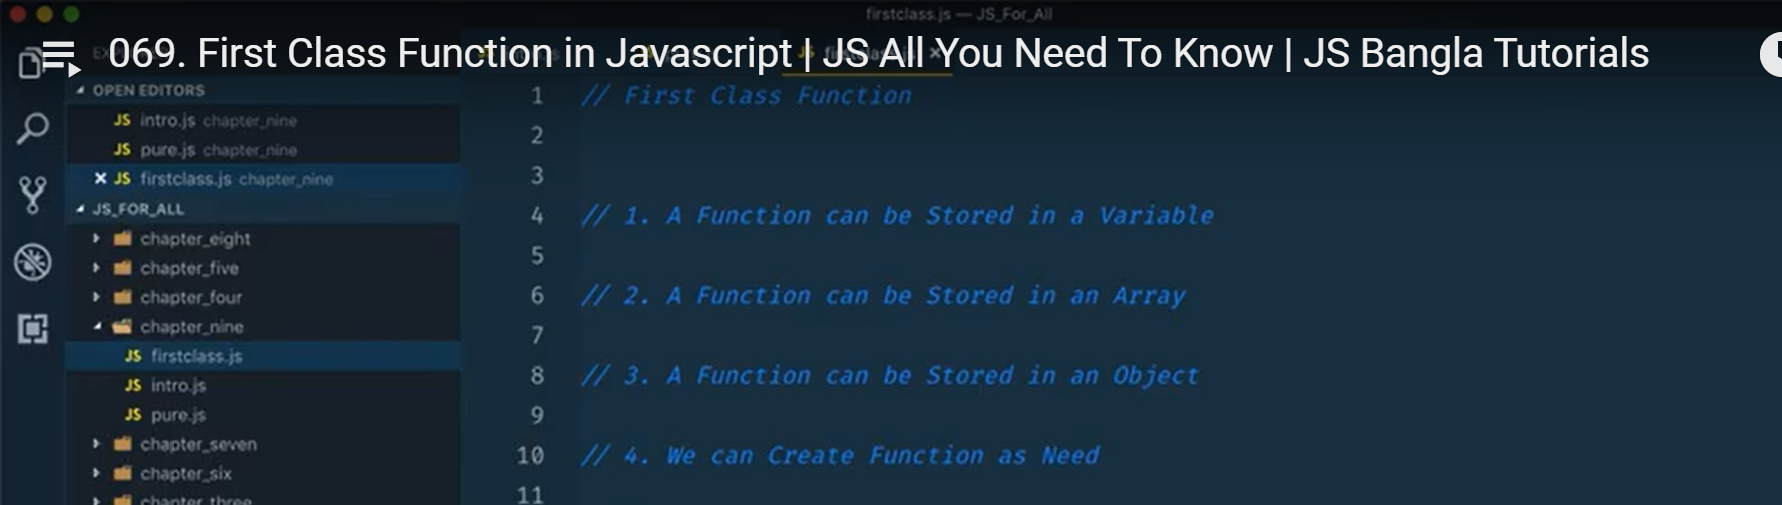 firstclass.js — JS_For_All
069. First Class Function in Javascript | JS All You Need To Know | JS Bangla Tutorials
OPEN EDITORS
JS intro.js chapter_nine
JS pure.js chapter_nine
JS firstclass.js chapter_nine
JS_FOR_ALL
chapter_eight
chapter_five
chapter_four
chapter_nine
JS firstclass.js
JS intro.js
JS pure.js
chapter_seven
chapter_six
chapter_three
1 // First Class Function
2
3
4 // 1. A Function can be Stored in a Variable
5
6 // 2. A Function can be Stored in an Array
7
8 // 3. A Function can be Stored in an Object
9
10 // 4. We can Create Function as Need
11